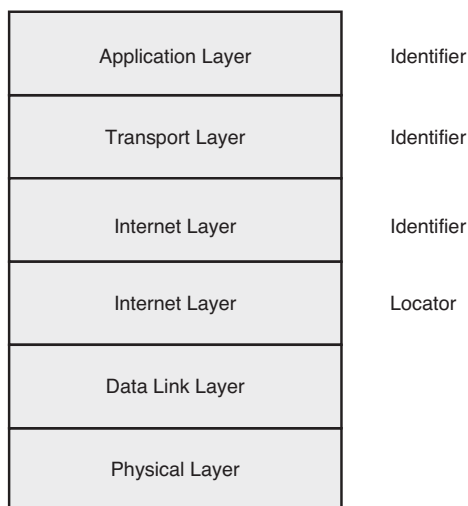 Application Layer Identifier
Transport Layer Identifier
Internet Layer Identifier
Internet Layer Locator
Data Link Layer
Physical Layer